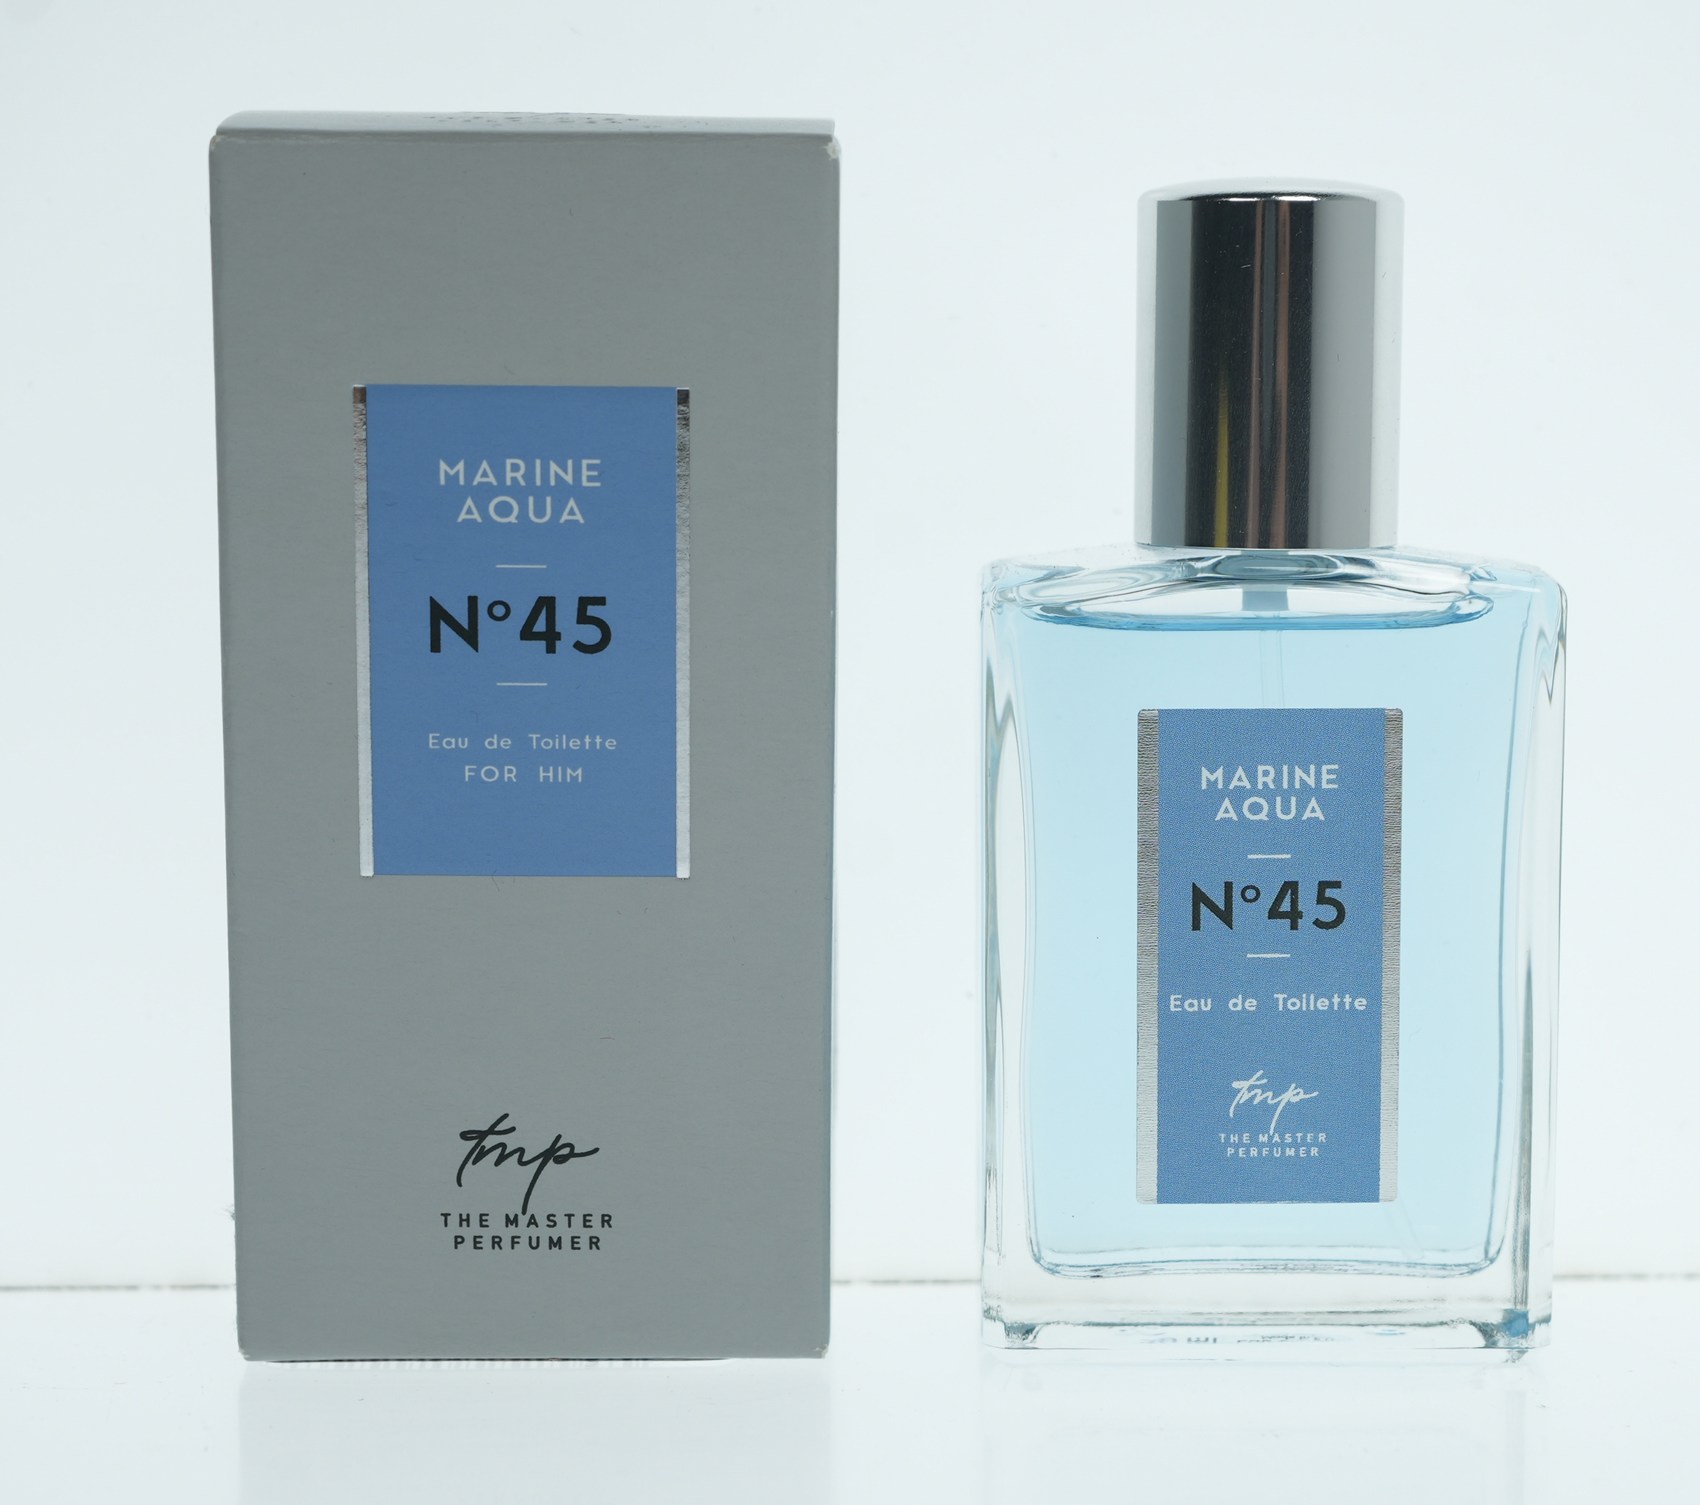 MARINE
AQUA
N°45
Eau de Toilette
FOR HIM
tmp
THE MASTER
PERFUMER
MARINE
AQUA
N°45
Eau de Toilette
tmp
THE MASTER
PERFUMER